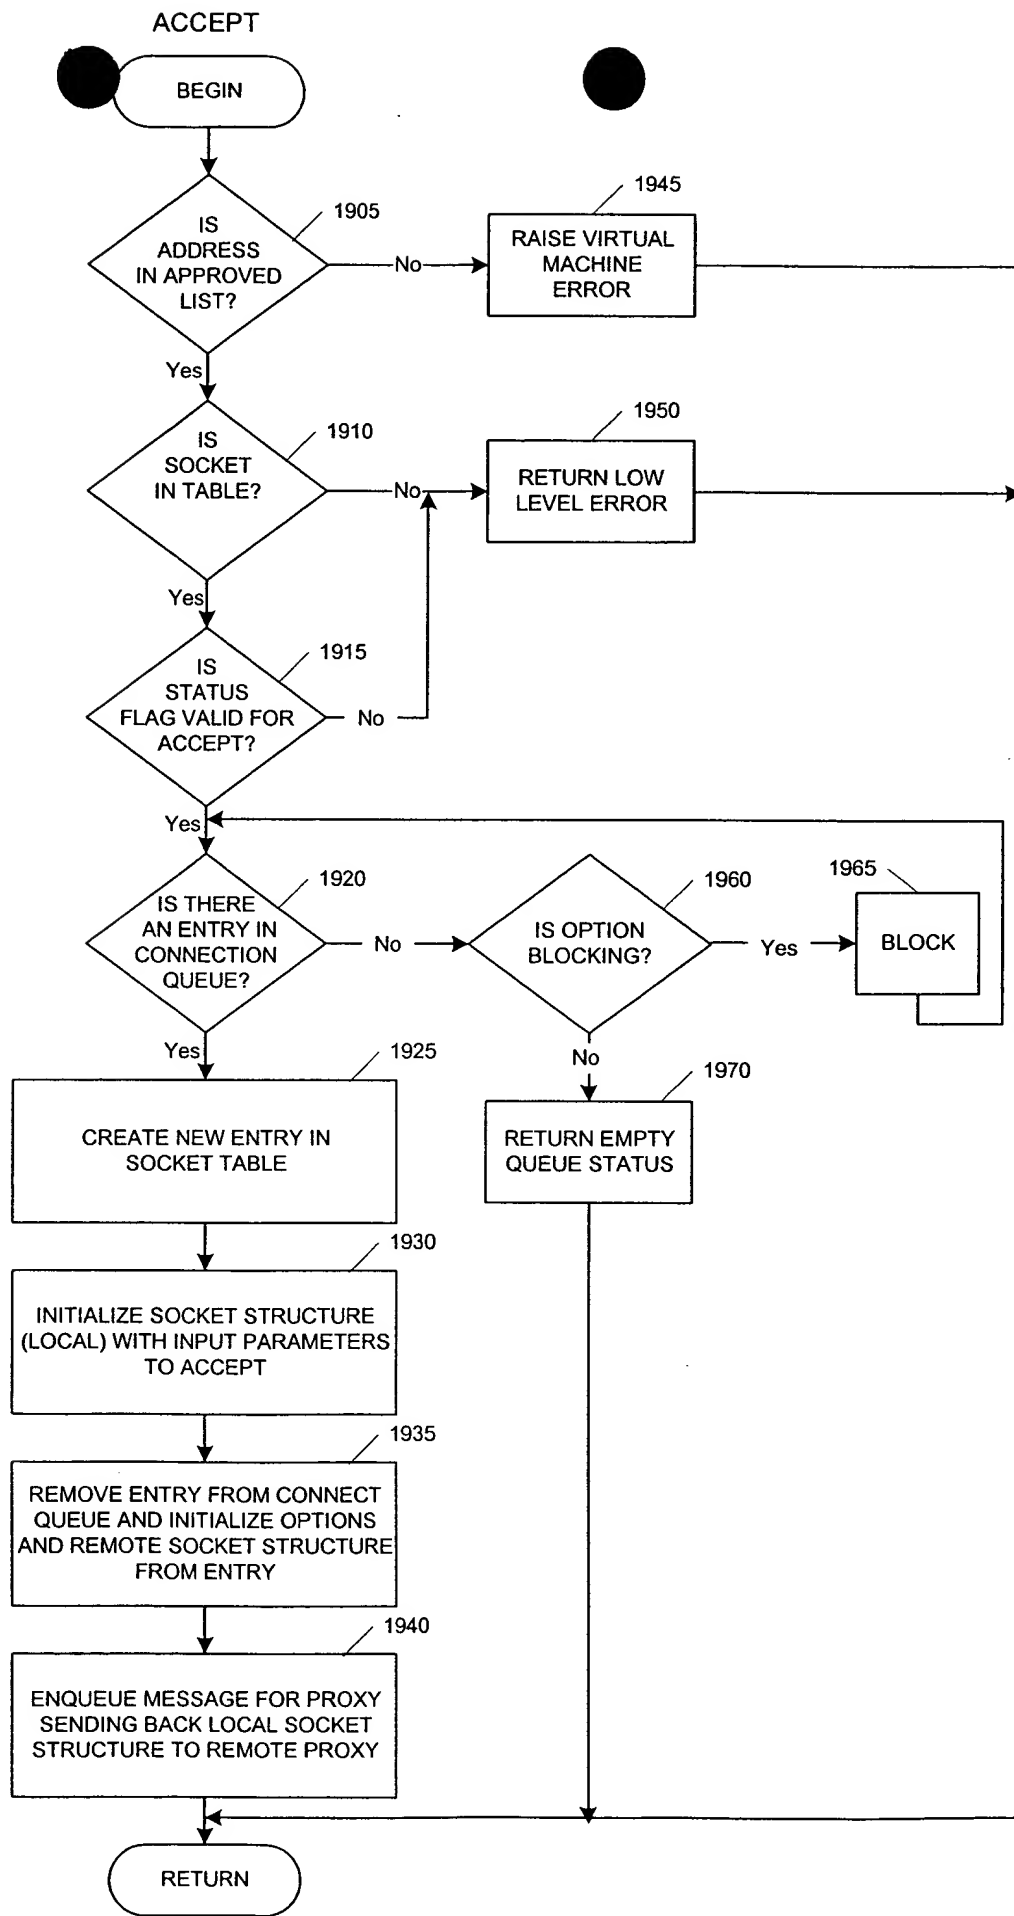 ACCEPT
BEGIN
1905
IS
ADDRESS
IN APPROVED
LIST?
No
1945
RAISE VIRTUAL
MACHINE
ERROR
Yes
1910
IS
SOCKET
IN TABLE?
No
1950
RETURN LOW
LEVEL ERROR
Yes
1915
IS
STATUS
FLAG VALID FOR
ACCEPT?
No
Yes
1920
IS THERE
AN ENTRY IN
CONNECTION
QUEUE?
No
1960
IS OPTION
BLOCKING?
Yes
1965
BLOCK
Yes
No
1925
CREATE NEW ENTRY IN
SOCKET TABLE
1970
RETURN EMPTY
QUEUE STATUS
1930
INITIALIZE SOCKET STRUCTURE
(LOCAL) WITH INPUT PARAMETERS
TO ACCEPT
1935
REMOVE ENTRY FROM CONNECT
QUEUE AND INITIALIZE OPTIONS
AND REMOTE SOCKET STRUCTURE
FROM ENTRY
1940
ENQUEUE MESSAGE FOR PROXY
SENDING BACK LOCAL SOCKET
STRUCTURE TO REMOTE PROXY
RETURN